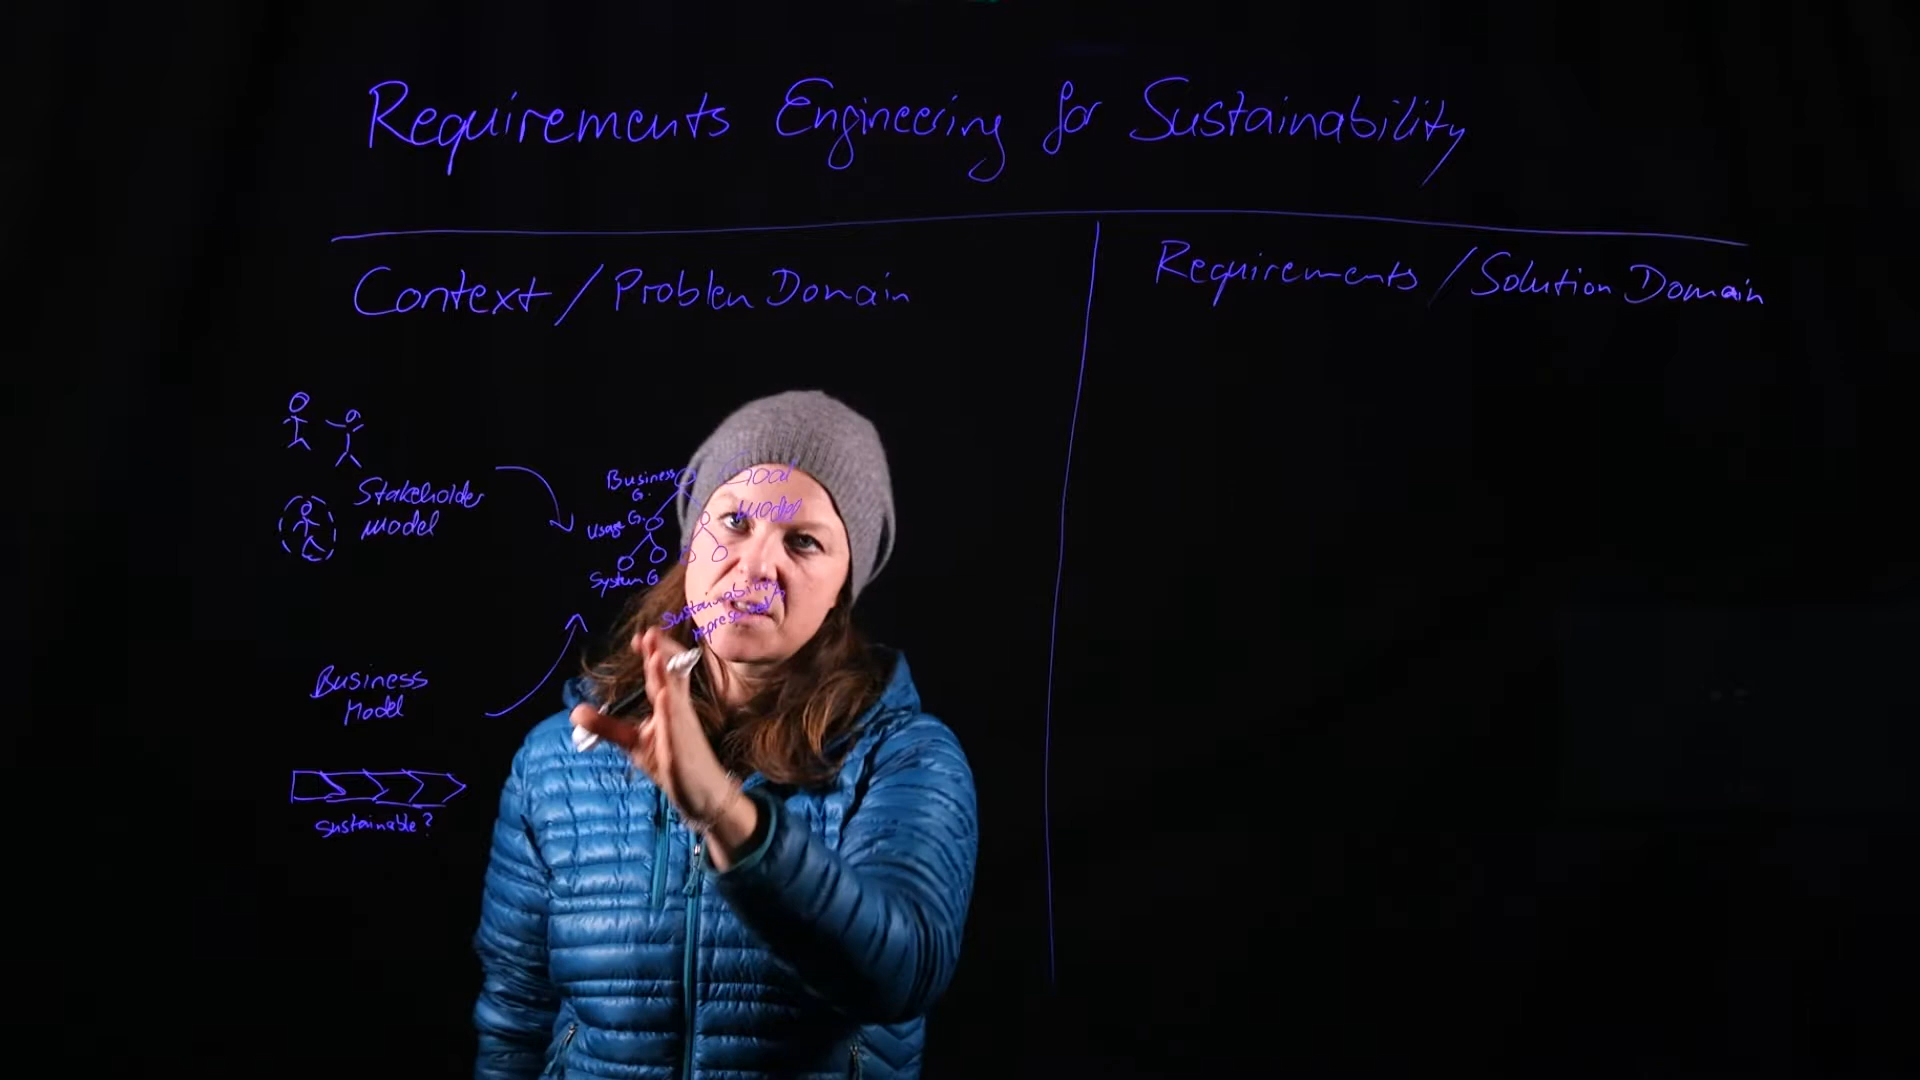 Requirements Engineering for Sustainability
Context / Problem Domain
Requirements / Solution Domain
Stakeholder
Model
Business
G.
Goal
Model
Usage G.
System G
Sustainability
represented
Business
Model
Sustainable?